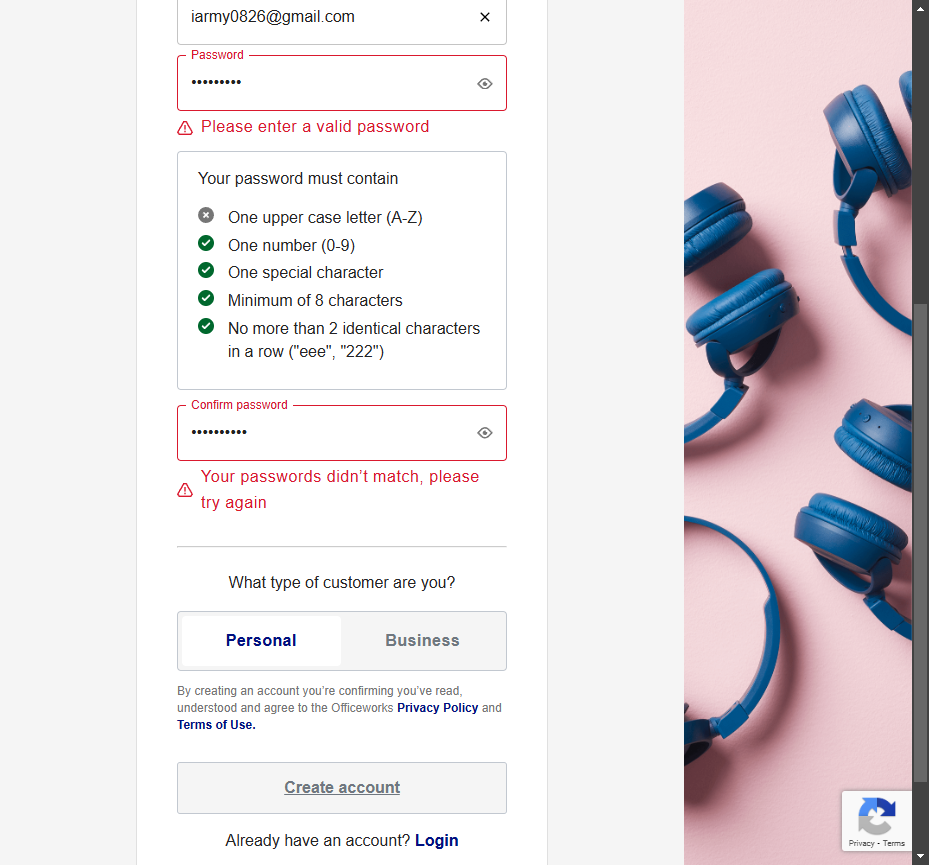 iarmy0826@gmail.com
Password
•••••••••
Please enter a valid password
Your password must contain
One upper case letter (A-Z)
One number (0-9)
One special character
Minimum of 8 characters
No more than 2 identical characters
in a row ("eee", "222")
Confirm password
••••••••••
Your passwords didn’t match, please
try again
What type of customer are you?
Personal Business
By creating an account you’re confirming you’ve read,
understood and agree to the Officeworks Privacy Policy and
Terms of Use.
Create account
Already have an account? Login
Privacy - Terms